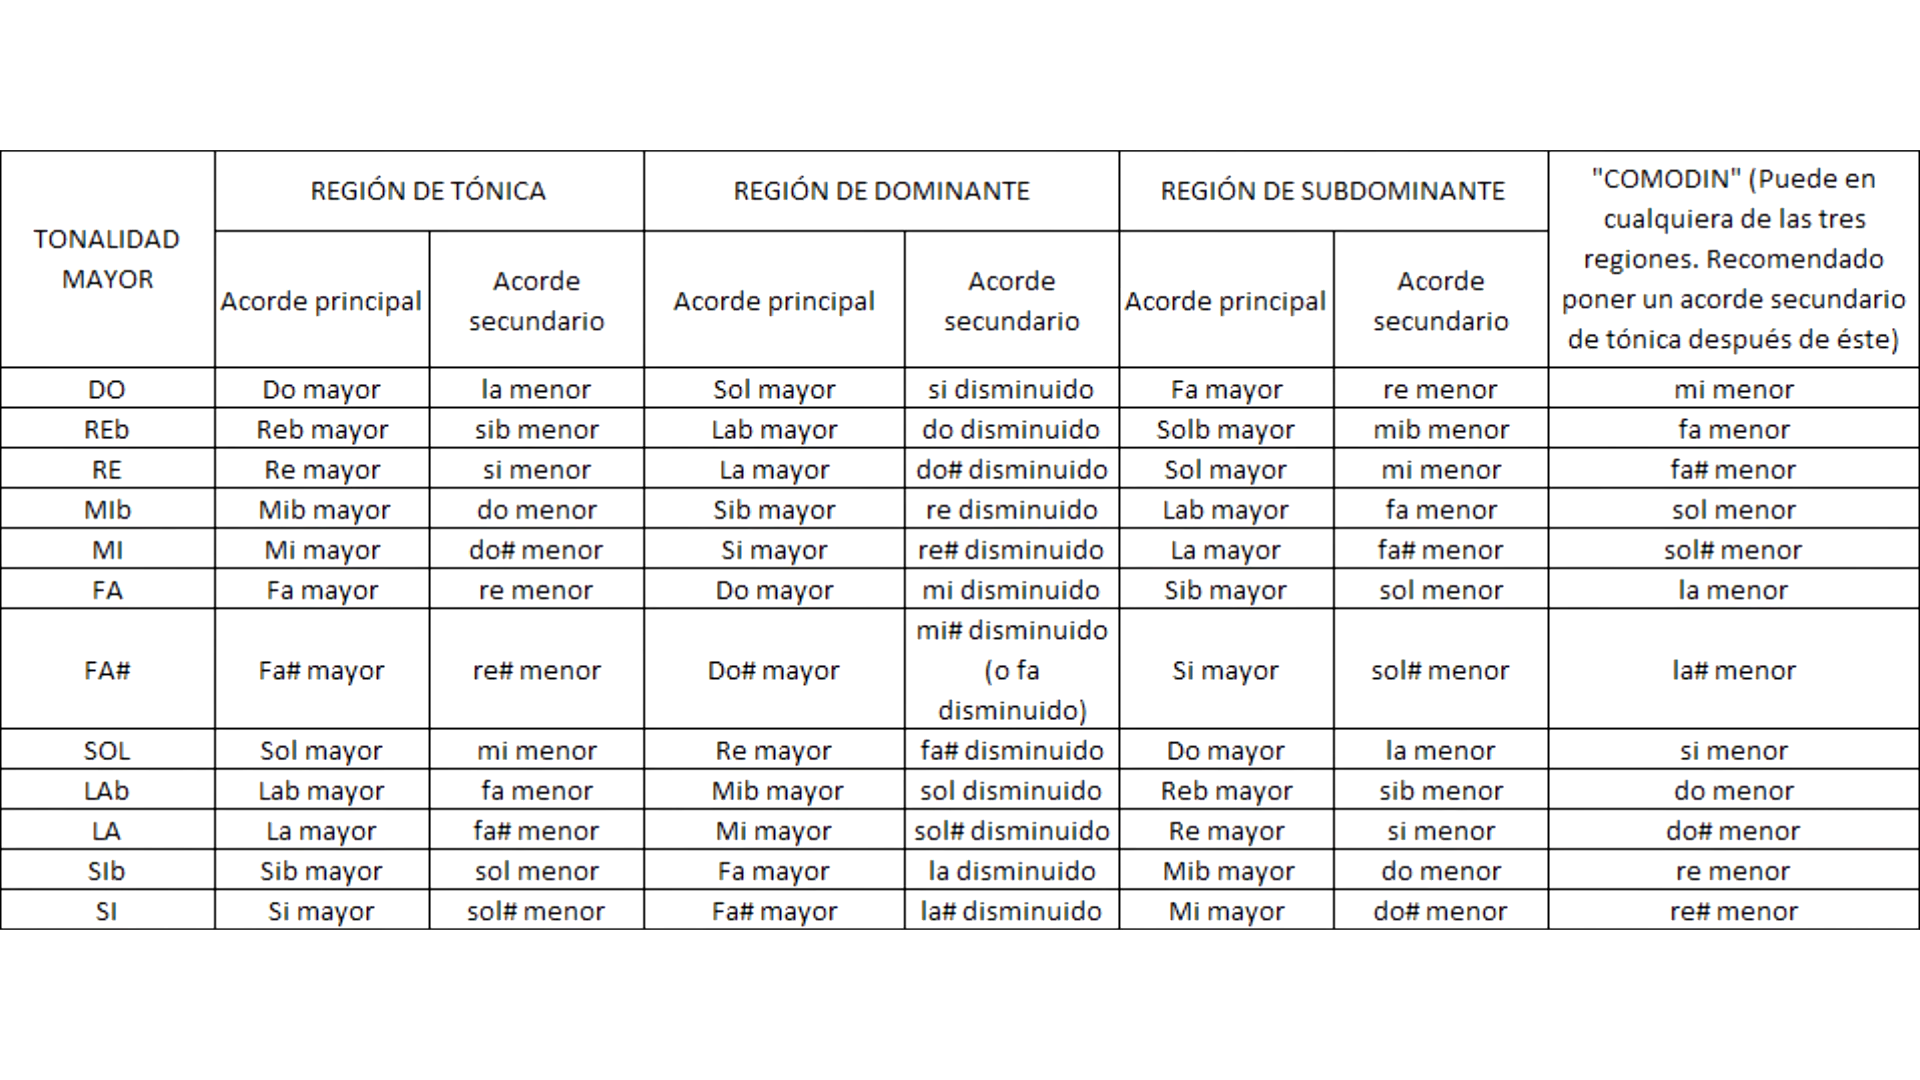 TONALIDAD
MAYOR
REGIÓN DE TÓNICA
REGIÓN DE DOMINANTE
REGIÓN DE SUBDOMINANTE
"COMODIN" (Puede en
cualquiera de las tres
regiones. Recomendado
poner un acorde secundario
de tónica después de éste)
Acorde principal
Acorde
secundario
Acorde principal
Acorde
secundario
Acorde principal
Acorde
secundario
DO Do mayor la menor Sol mayor si disminuido Fa mayor re menor mi menor
REb Reb mayor sib menor Lab mayor do disminuido Solb mayor mib menor fa menor
RE Re mayor si menor La mayor do# disminuido Sol mayor mi menor fa# menor
MIb Mib mayor do menor Sib mayor re disminuido Lab mayor fa menor sol menor
MI Mi mayor do# menor Si mayor re# disminuido La mayor fa# menor sol# menor
FA Fa mayor re menor Do mayor mi disminuido Sib mayor sol menor la menor
FA# Fa# mayor re# menor Do# mayor
mi# disminuido
(o fa
disminuido)
Si mayor sol# menor la# menor
SOL Sol mayor mi menor Re mayor fa# disminuido Do mayor la menor si menor
LAb Lab mayor fa menor Mib mayor sol disminuido Reb mayor sib menor do menor
LA La mayor fa# menor Mi mayor sol# disminuido Re mayor si menor do# menor
SIb Sib mayor sol menor Fa mayor la disminuido Mib mayor do menor re menor
SI Si mayor sol# menor Fa# mayor la# disminuido Mi mayor do# menor re# menor